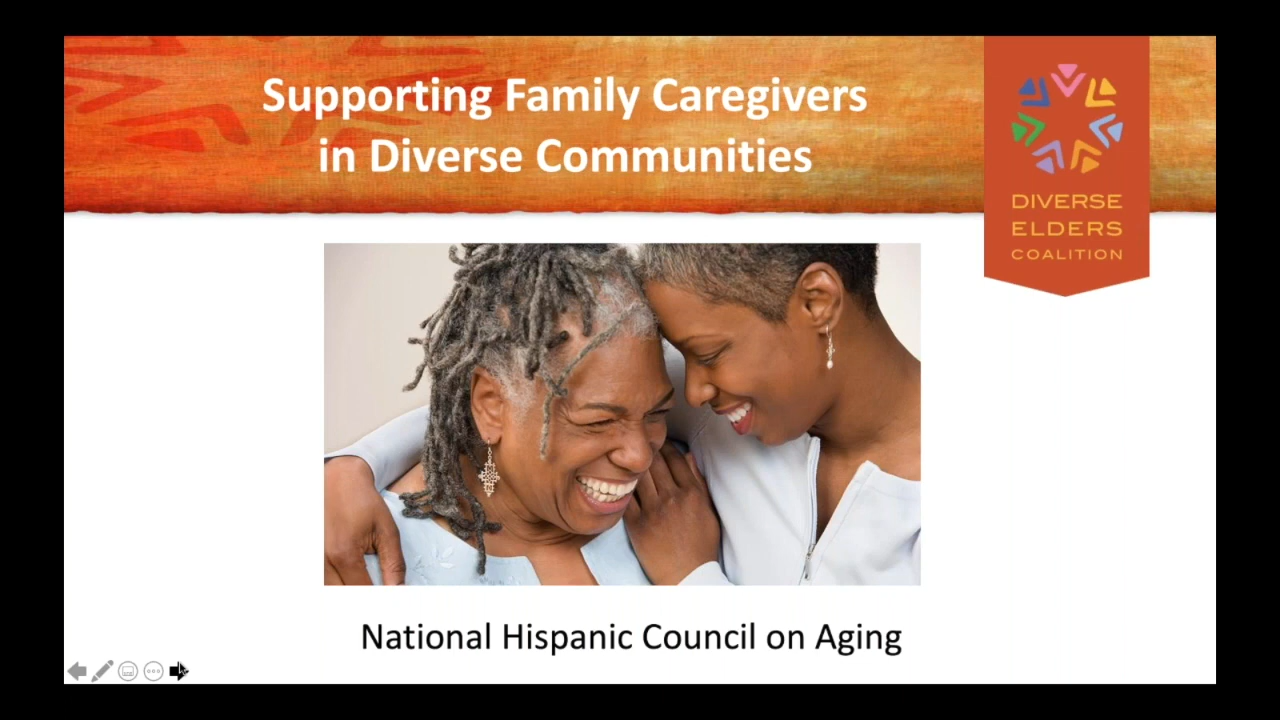 Supporting Family Caregivers
in Diverse Communities
DIVERSE
ELDERS
COALITION
National Hispanic Council on Aging